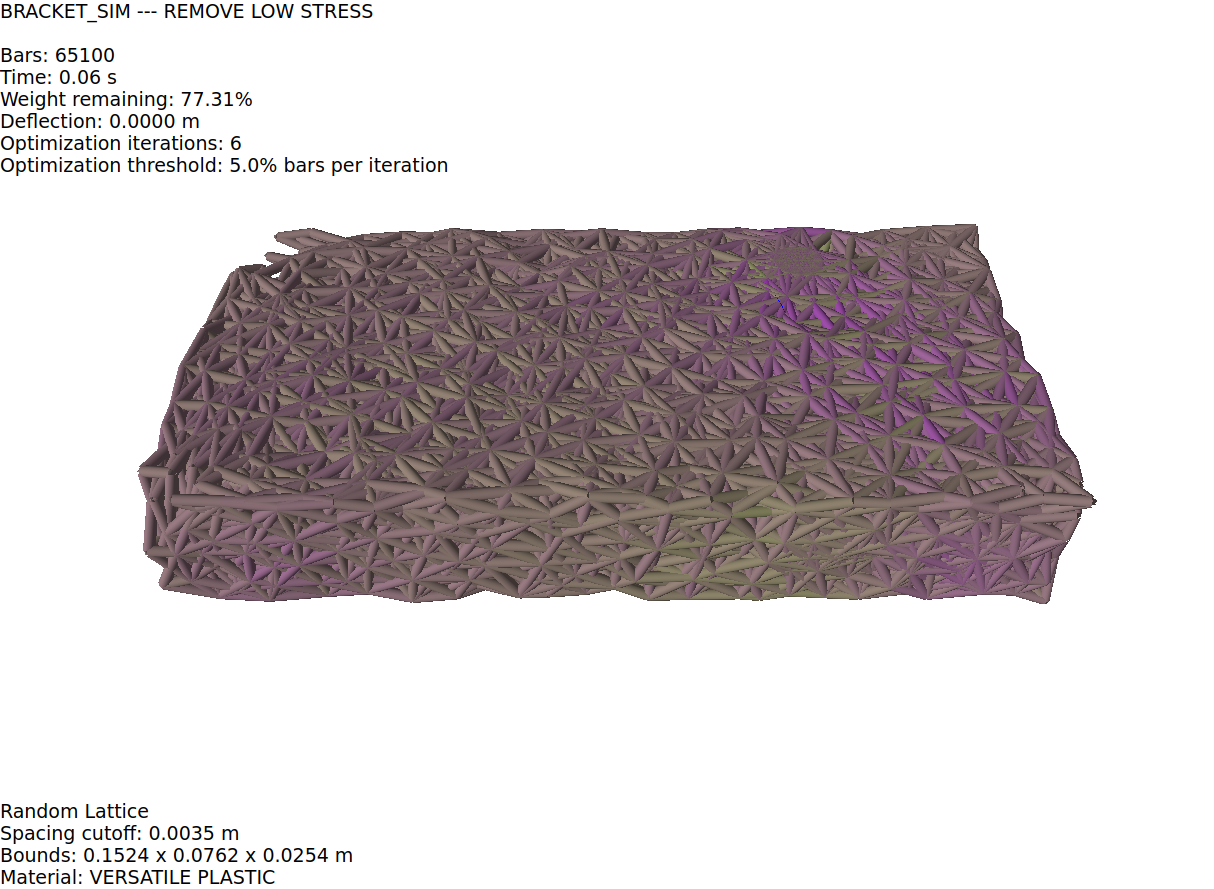 BRACKET_SIM --- REMOVE LOW STRESS
Bars: 65100
Time: 0.06 s
Weight remaining: 77.31%
Deflection: 0.0000 m
Optimization iterations: 6
Optimization threshold: 5.0% bars per iteration
Random Lattice
Spacing cutoff: 0.0035 m
Bounds: 0.1524 x 0.0762 x 0.0254 m
Material: VERSATILE PLASTIC